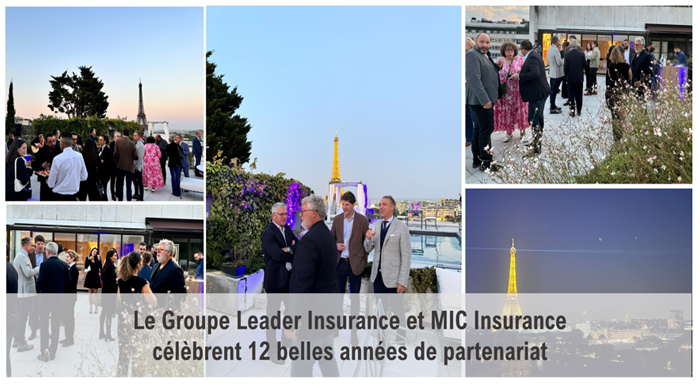 Le Groupe Leader Insurance et MIC Insurance
célèbrent 12 belles années de partenariat